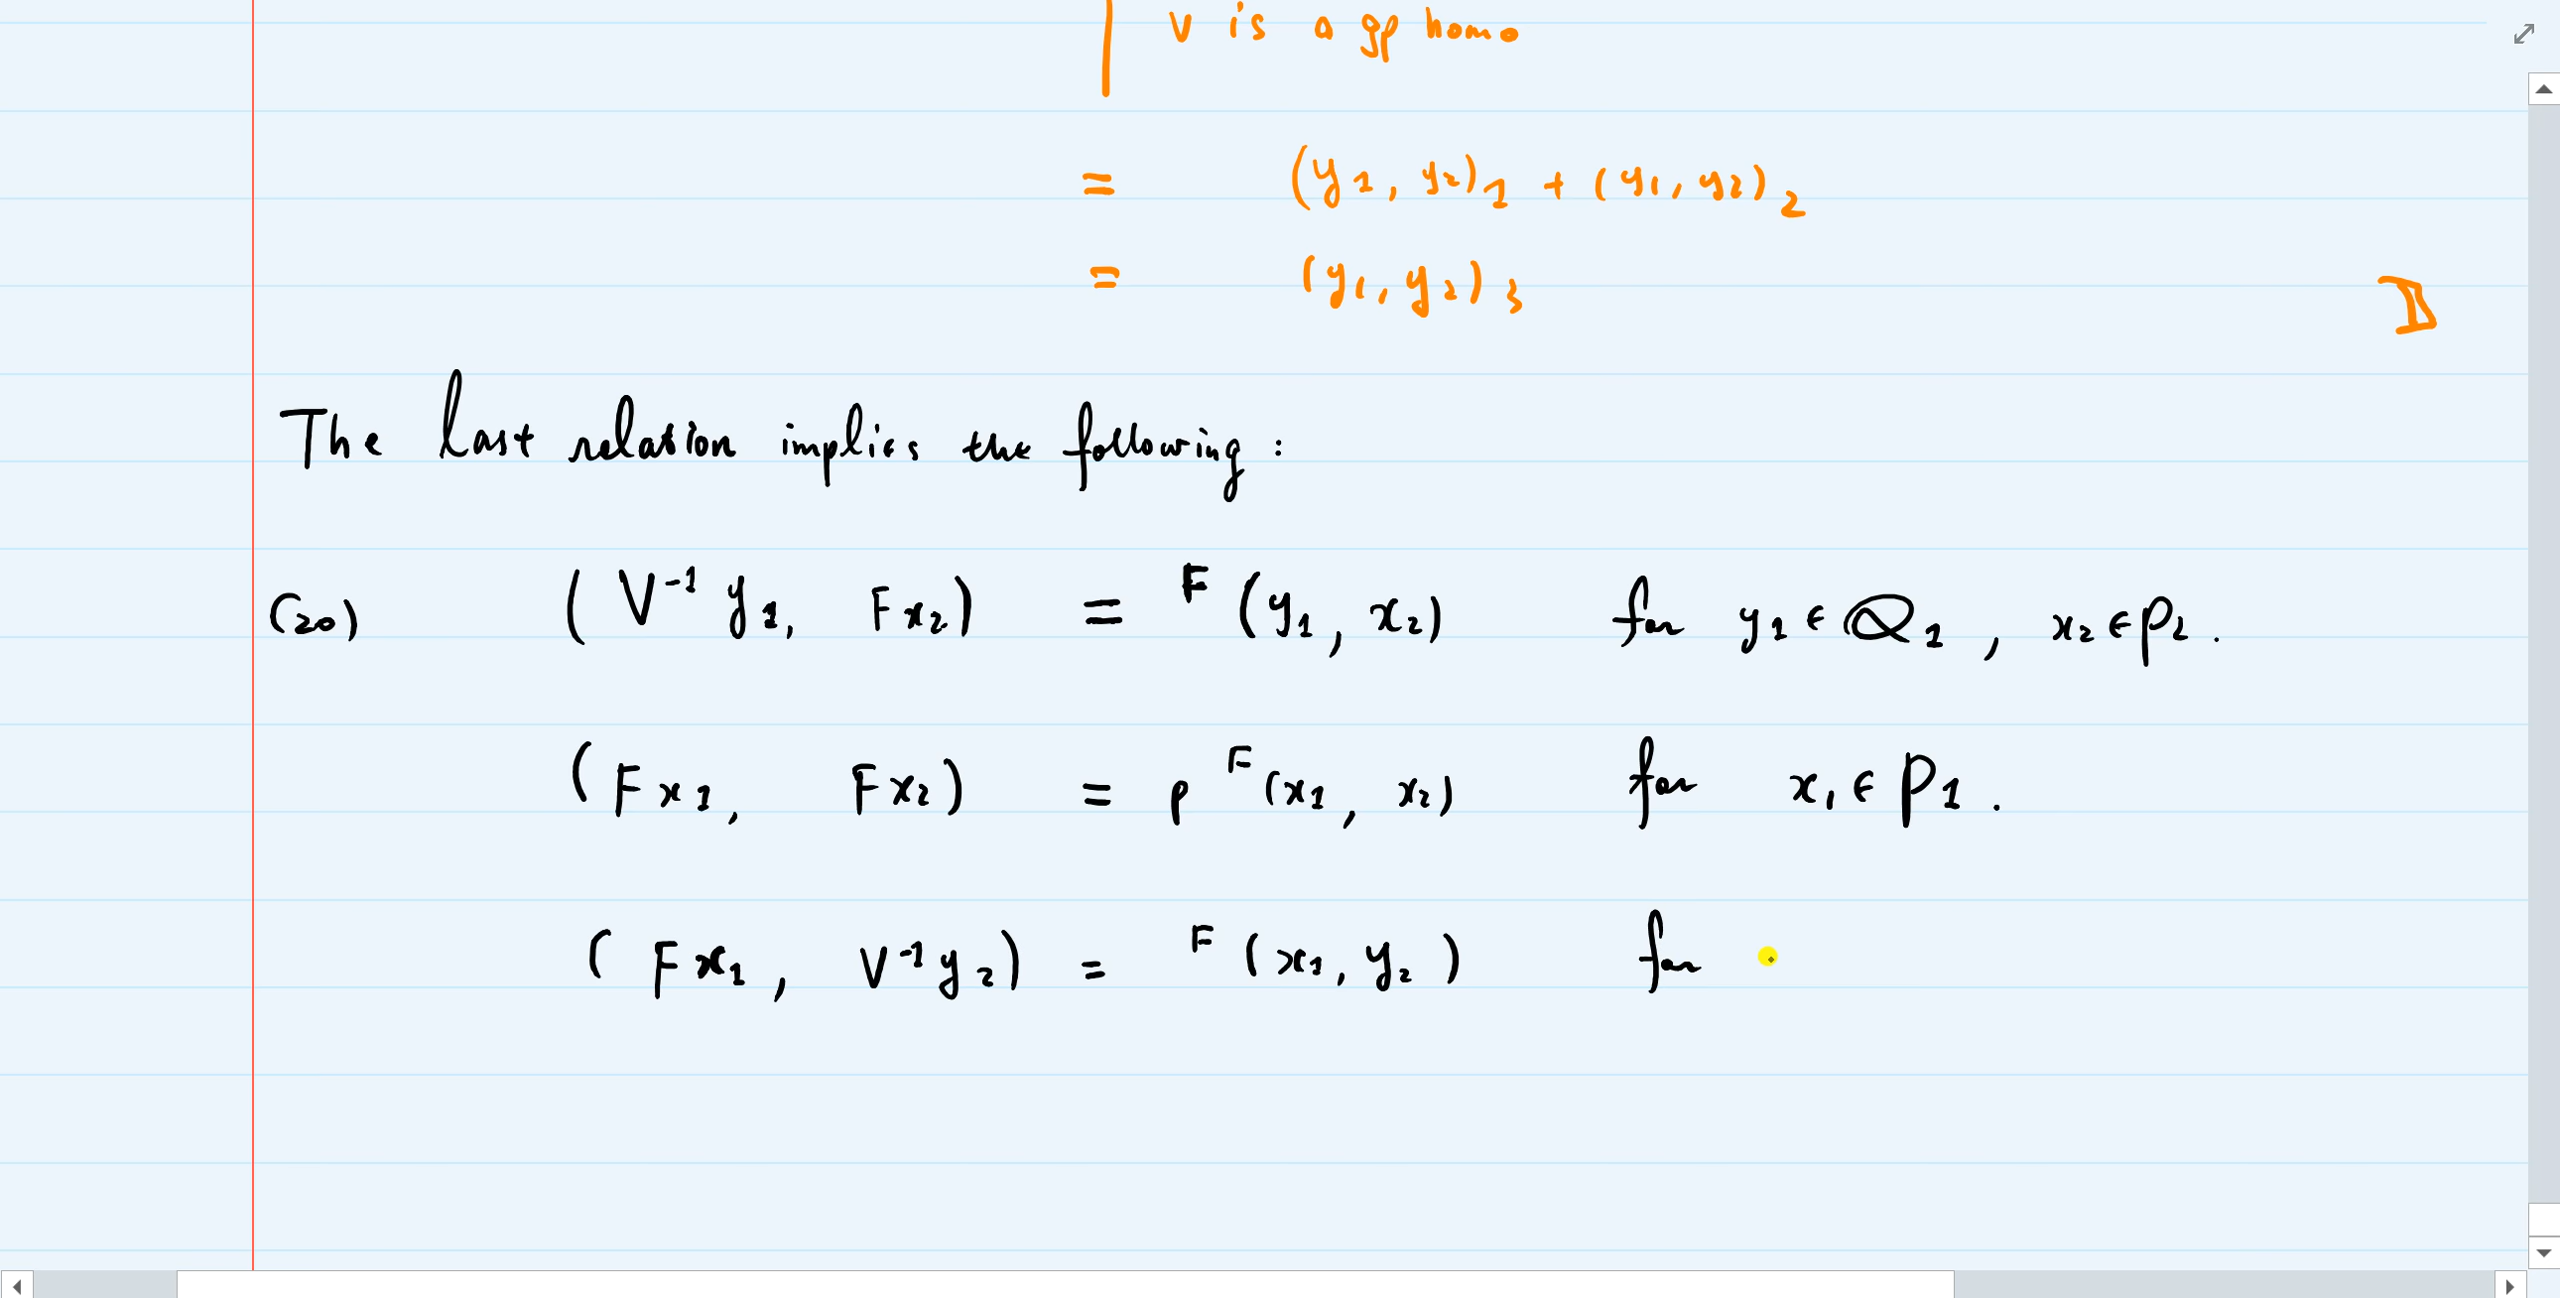 V is a gp homo
= (y₁, y₂)₁ + (y₁, y₂)₂
= (y₁, y₂)₃
The last relation implies the following :
(20) ( V⁻¹ y₁, Fx₂) = ᶠ(y₁, x₂) for y₁ ∈ Q₁ , x₂ ∈ P₂ .
( Fx₁, Fx₂) = p ᶠ(x₁, x₂) for x₁ ∈ P₁ .
( Fx₁, V⁻¹y₂) = ᶠ(x₁, y₂ ) for